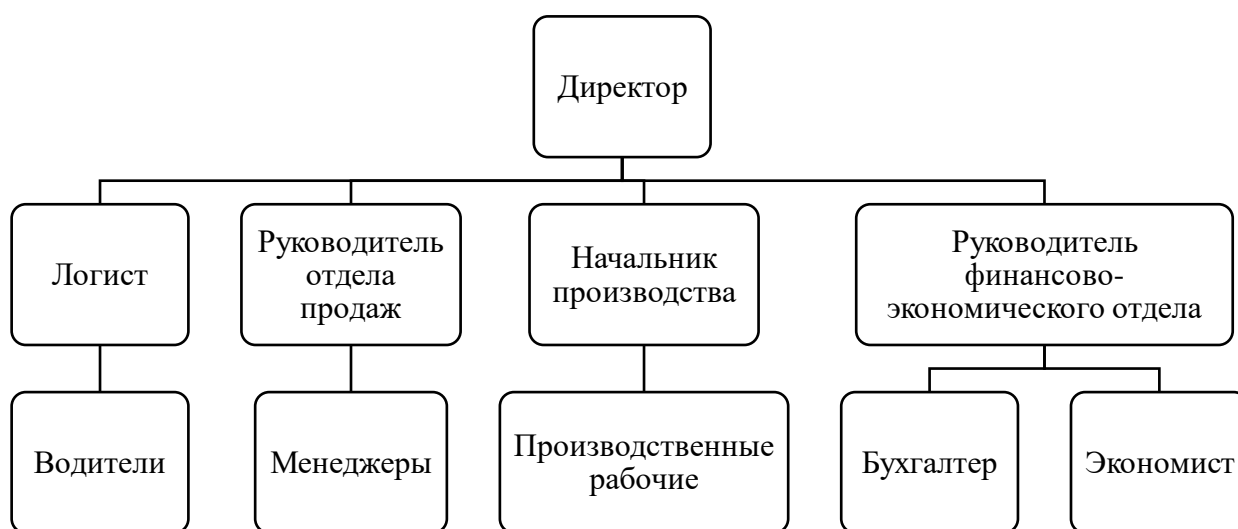 Директор
Логист
Руководитель
отдела
продаж
Начальник
производства
Руководитель
финансово-
экономического отдела
Водители
Менеджеры
Производственные
рабочие
Бухгалтер
Экономист